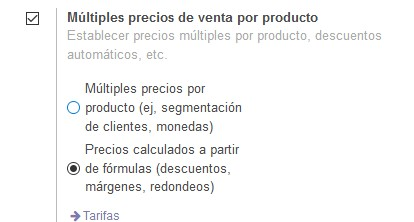 Múltiples precios de venta por producto
Establecer precios múltiples por producto, descuentos
automáticos, etc.
Múltiples precios por
producto (ej, segmentación
de clientes, monedas)
Precios calculados a partir
de fórmulas (descuentos,
márgenes, redondeos)
Tarifas